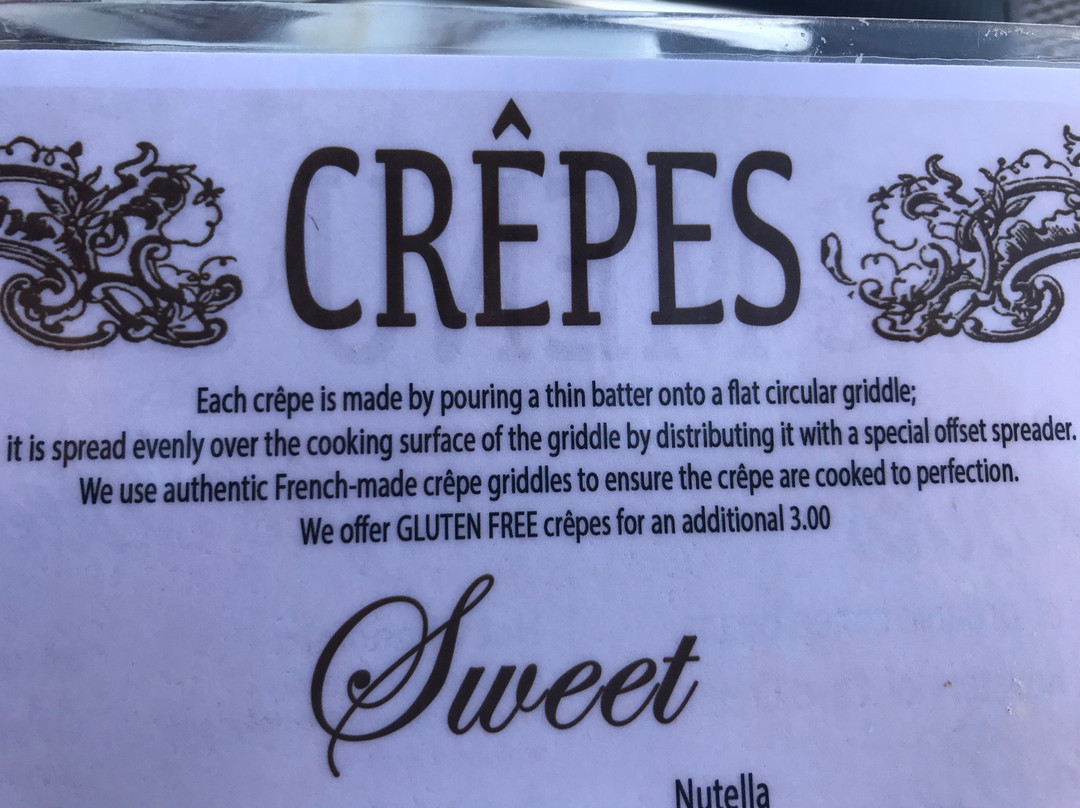 CRÊPES
Each crêpe is made by pouring a thin batter onto a flat circular griddle;
it is spread evenly over the cooking surface of the griddle by distributing it with a special offset spreader.
We use authentic French-made crêpe griddles to ensure the crêpe are cooked to perfection.
We offer GLUTEN FREE crêpes for an additional 3.00
Sweet
Nutella